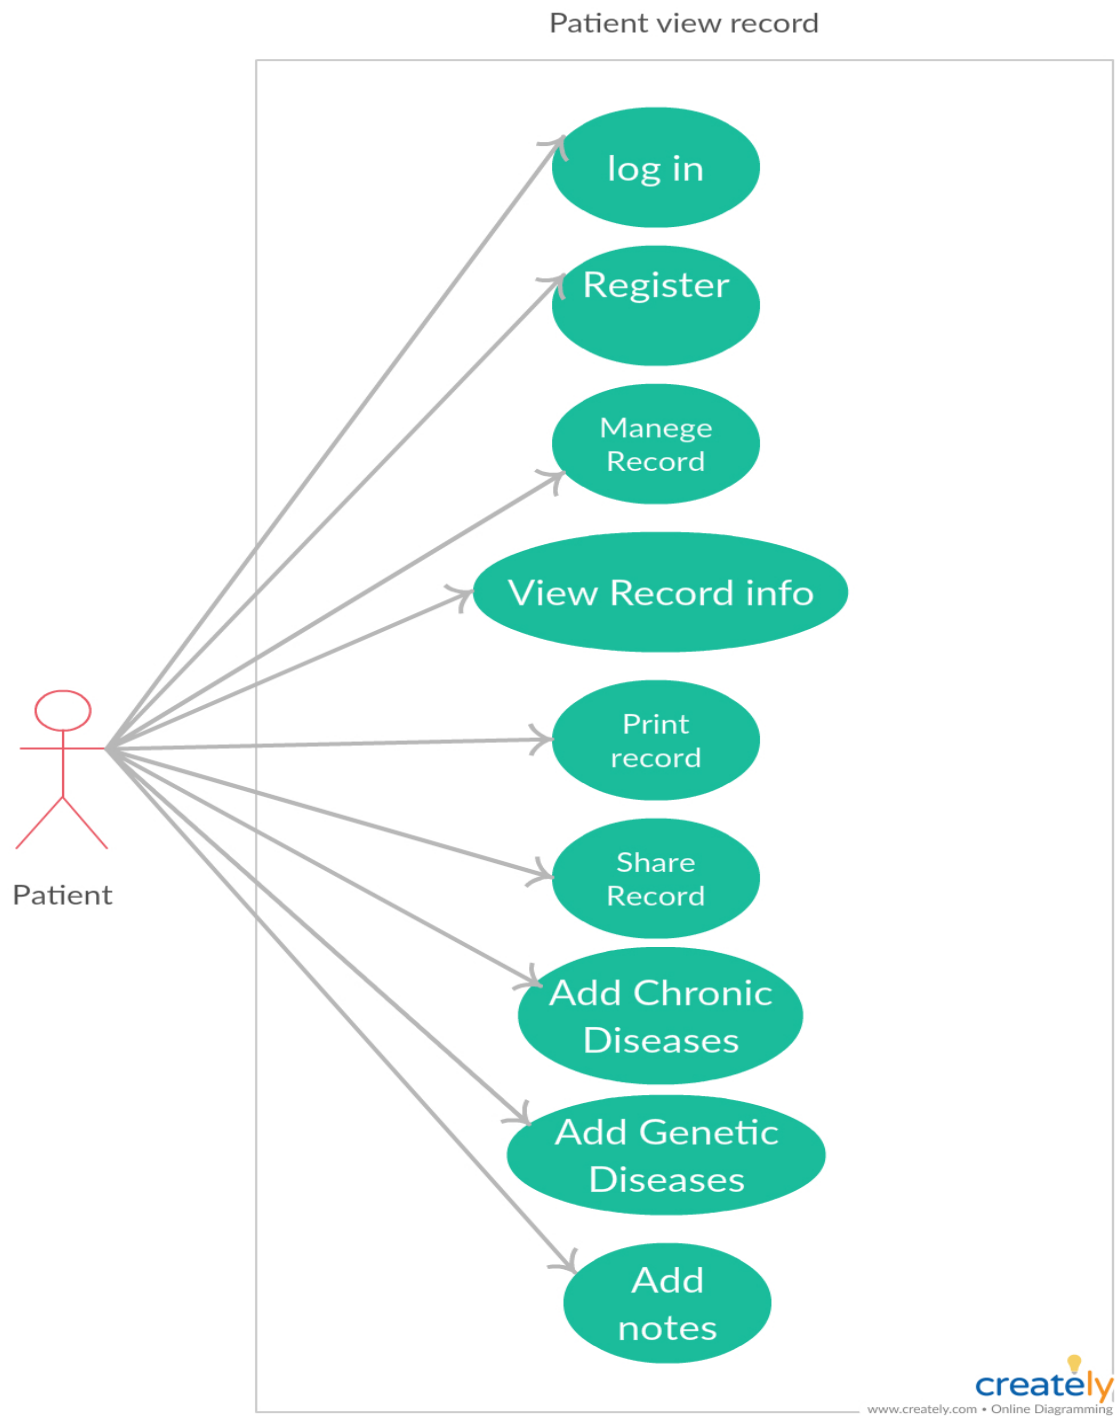 Patient view record
log in
Register
Manege
Record
View Record info
Print
record
Share
Record
Patient
Add Chronic
Diseases
Add Genetic
Diseases
Add
notes
creately
www.creately.com • Online Diagramming